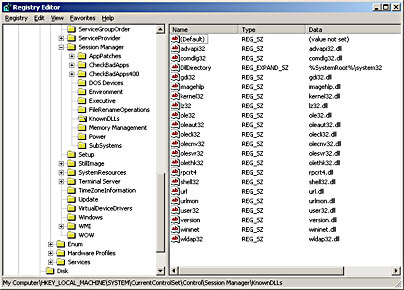 Registry Editor
Registry Edit View Favorites Help
ServiceGroupOrder
ServiceProvider
Session Manager
AppPatches
CheckBadApps
CheckBadApps400
DOS Devices
Environment
Executive
FileRenameOperations
KnownDLLs
Memory Management
Power
SubSystems
Setup
StillImage
SystemResources
Terminal Server
TimeZoneInformation
Update
VirtualDeviceDrivers
Windows
WMI
WOW
Enum
Hardware Profiles
Services
Disk
Name Type Data
(Default) REG_SZ (value not set)
advapi32 REG_SZ advapi32.dll
comdlg32 REG_SZ comdlg32.dll
DllDirectory REG_EXPAND_SZ %SystemRoot%\system32
gdi32 REG_SZ gdi32.dll
imagehlp REG_SZ imagehlp.dll
kernel32 REG_SZ kernel32.dll
lz32 REG_SZ lz32.dll
ole32 REG_SZ ole32.dll
oleaut32 REG_SZ oleaut32.dll
olecli32 REG_SZ olecli32.dll
olecnv32 REG_SZ olecnv32.dll
olesvr32 REG_SZ olesvr32.dll
olethk32 REG_SZ olethk32.dll
rpcrt4 REG_SZ rpcrt4.dll
shell32 REG_SZ shell32.dll
url REG_SZ url.dll
urlmon REG_SZ urlmon.dll
user32 REG_SZ user32.dll
version REG_SZ version.dll
wininet REG_SZ wininet.dll
wldap32 REG_SZ wldap32.dll
My Computer\HKEY_LOCAL_MACHINE\SYSTEM\CurrentControlSet\Control\Session Manager\KnownDLLs